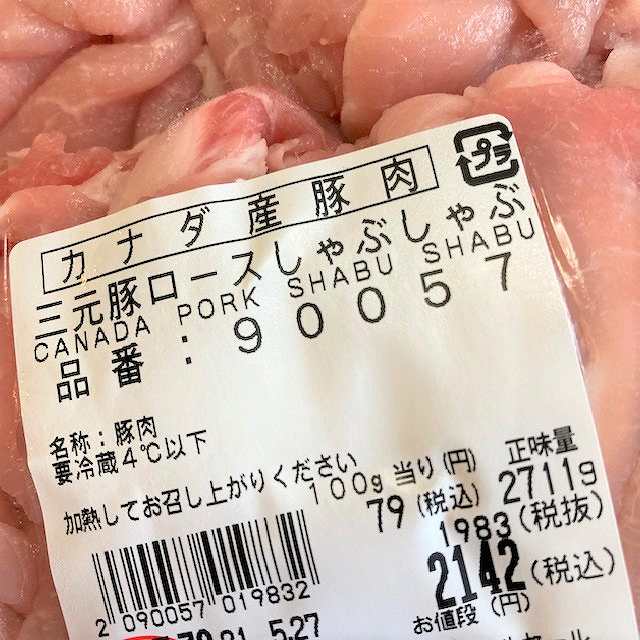 プラ
カナダ産豚肉
三元豚ロースしゃぶしゃぶ
CANADA PORK SHABU SHABU
品番:90057
名称:豚肉
要冷蔵4℃以下
加熱してお召し上がりください
100g当り(円) 正味量
79(税込) 2711g
1983(税抜)
2142(税込)
お値段(円)
2 090057 019832
5.27